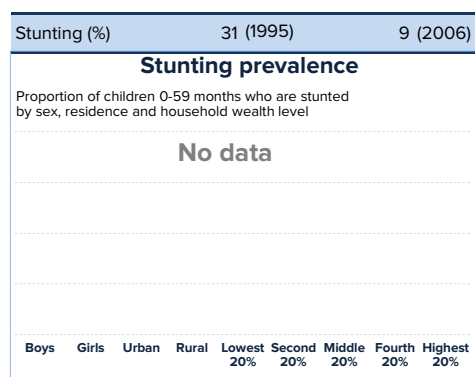 Stunting (%) 31 (1995) 9 (2006)
Stunting prevalence
Proportion of children 0-59 months who are stunted
by sex, residence and household wealth level
No data
Boys Girls Urban Rural Lowest 20% Second 20% Middle 20% Fourth 20% Highest 20%